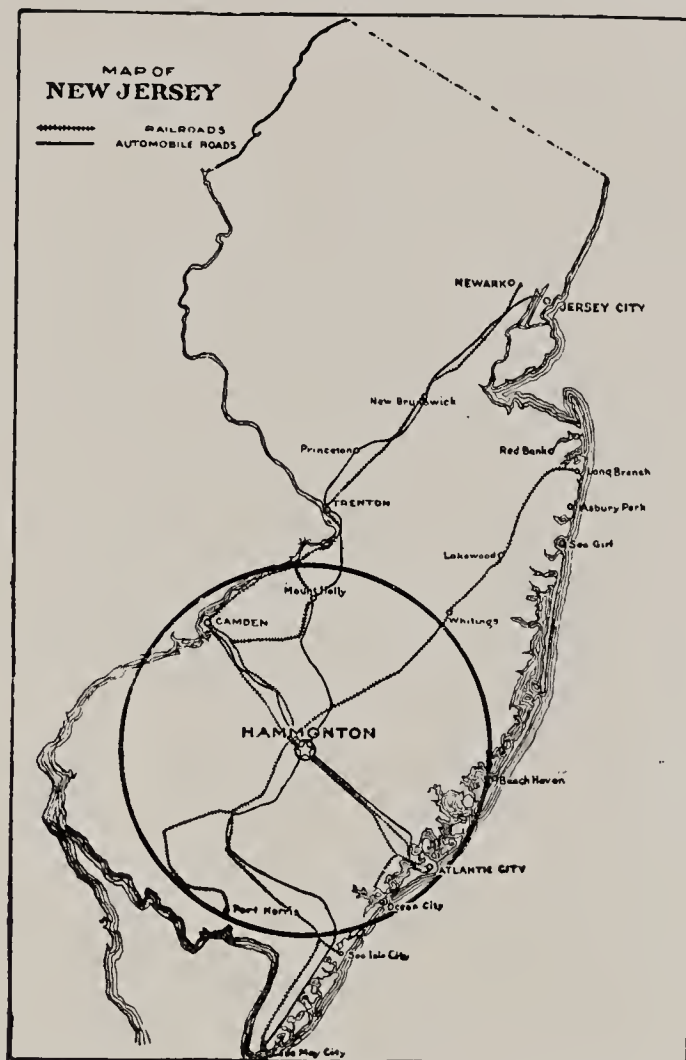 MAP OF
NEW JERSEY
RAILROADS
AUTOMOBILE ROADS
NEWARK
JERSEY CITY
New Brunswick
Princeton
Red Bank
Long Branch
TRENTON
Asbury Park
Sea Girt
Lakewood
Mount Holly
Whitings
CAMDEN
HAMMONTON
Beach Haven
ATLANTIC CITY
Ocean City
Port Norris
Sea Isle City
Cape May City